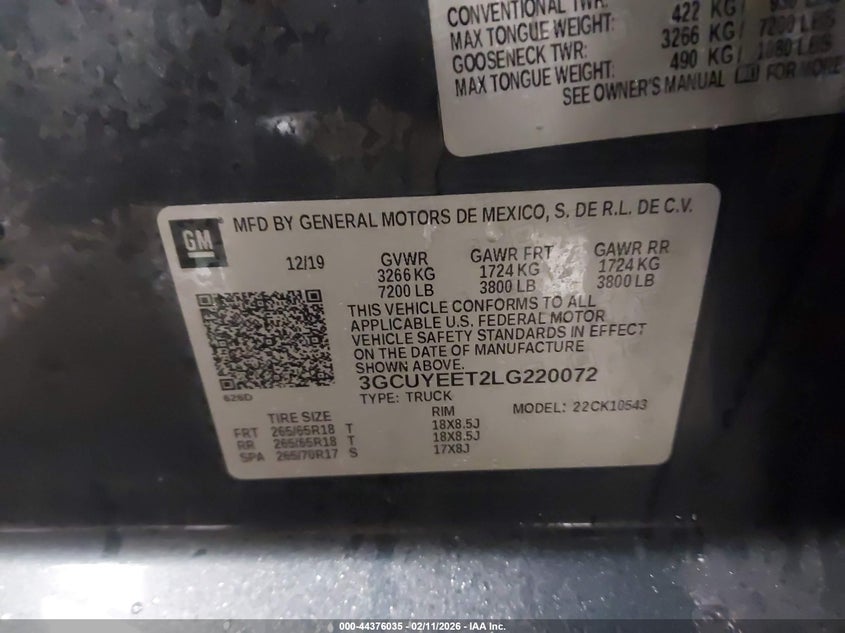 CONVENTIONAL TWR: 422 KG/ 930 LBS
MAX TONGUE WEIGHT: 3266 KG/ 7200 LBS
GOOSENECK TWR: 490 KG/ 1080 LBS
MAX TONGUE WEIGHT:
SEE OWNER'S MANUAL FOR MORE
GM
MFD BY GENERAL MOTORS DE MEXICO, S. DE R.L. DE C.V.
12/19 GVWR GAWR FRT GAWR RR
3266 KG 1724 KG 1724 KG
7200 LB 3800 LB 3800 LB
THIS VEHICLE CONFORMS TO ALL
APPLICABLE U.S. FEDERAL MOTOR
VEHICLE SAFETY STANDARDS IN EFFECT
ON THE DATE OF MANUFACTURE
SHOWN ABOVE.
3GCUYEET2LG220072
626D
TYPE: TRUCK MODEL: 22CK10543
TIRE SIZE RIM
FRT 265/65R18 T 18X8.5J
RR 265/65R18 T 18X8.5J
SPA 265/70R17 S 17X8J
000-44376035 - 02/11/2026 - IAA Inc.